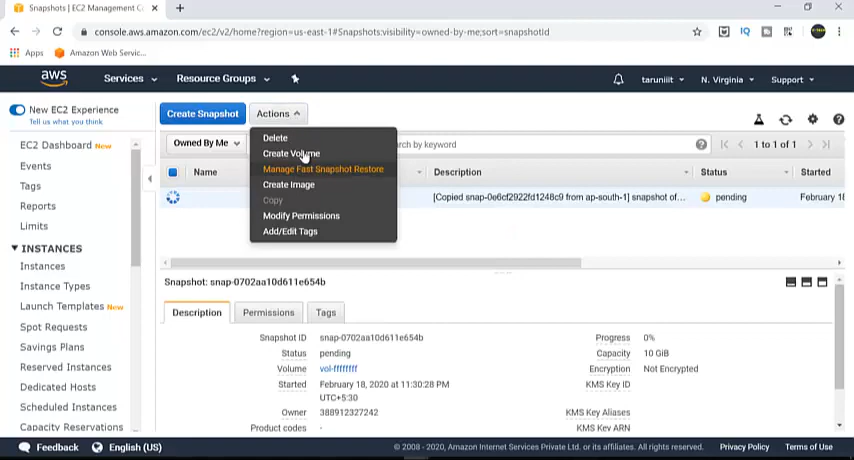 Snapshots | EC2 Management Co
console.aws.amazon.com/ec2/v2/home?region=us-east-1#Snapshots:visibility=owned-by-me;sort=snapshotId
Apps Amazon Web Servic...
aws Services Resource Groups taruniiit N. Virginia Support
New EC2 Experience
Tell us what you think
EC2 Dashboard New
Events
Tags
Reports
Limits
INSTANCES
Instances
Instance Types
Launch Templates New
Spot Requests
Savings Plans
Reserved Instances
Dedicated Hosts
Scheduled Instances
Capacity Reservations
Create Snapshot Actions
Delete
Create Volume
Manage Fast Snapshot Restore
Create Image
Copy
Modify Permissions
Add/Edit Tags
Owned By Me rch by keyword 1 to 1 of 1
Name Description Status Started
[Copied snap-0e6cf2922fd1248c9 from ap-south-1] snapshot of... pending February 18
Snapshot: snap-0702aa10d611e654b
Description Permissions Tags
Snapshot ID snap-0702aa10d611e654b Progress 0%
Status pending Capacity 10 GiB
Volume vol-ffffffff Encryption Not Encrypted
Started February 18, 2020 at 11:30:28 PM KMS Key ID
UTC+5:30
Owner 388912327242 KMS Key Aliases
Product codes - KMS Key ARN
Feedback English (US) © 2008 - 2020, Amazon Internet Services Private Ltd. or its affiliates. All rights reserved. Privacy Policy Terms of Use